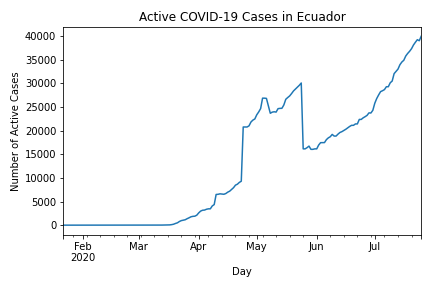 Active COVID-19 Cases in Ecuador
Number of Active Cases
40000
35000
30000
25000
20000
15000
10000
5000
0
Feb Mar Apr May Jun Jul
2020
Day